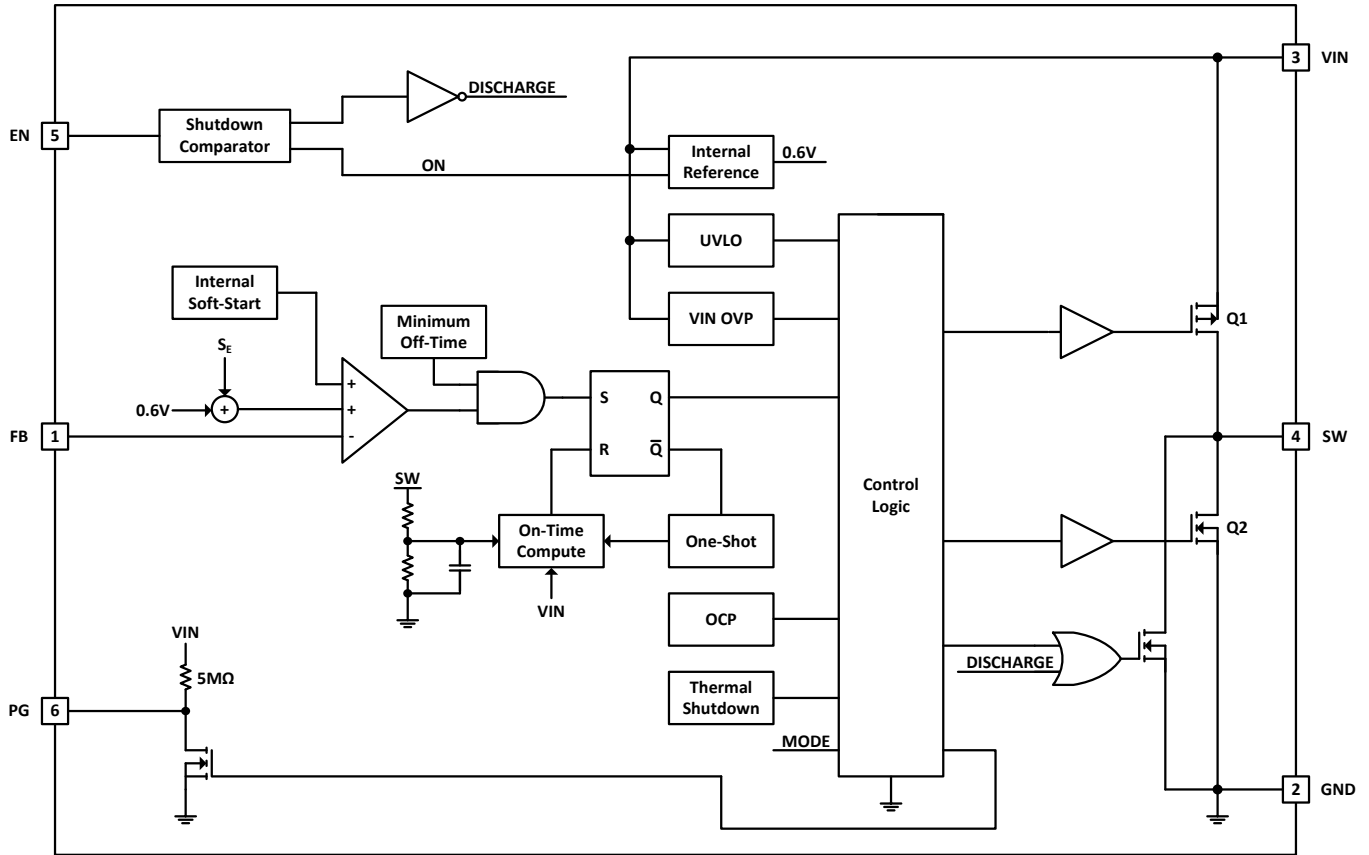 3 VIN
DISCHARGE
EN 5
Shutdown
Comparator
ON
Internal
Reference
0.6V
UVLO
Internal
Soft-Start
VIN OVP
Minimum
Off-Time
Q1
SE
+
S Q
0.6V
+
+
FB 1
-
4 SW
R Q̅
SW
Control
Logic
On-Time
Compute
One-Shot
Q2
VIN
OCP
VIN
5MΩ
DISCHARGE
PG 6
Thermal
Shutdown
MODE
2 GND